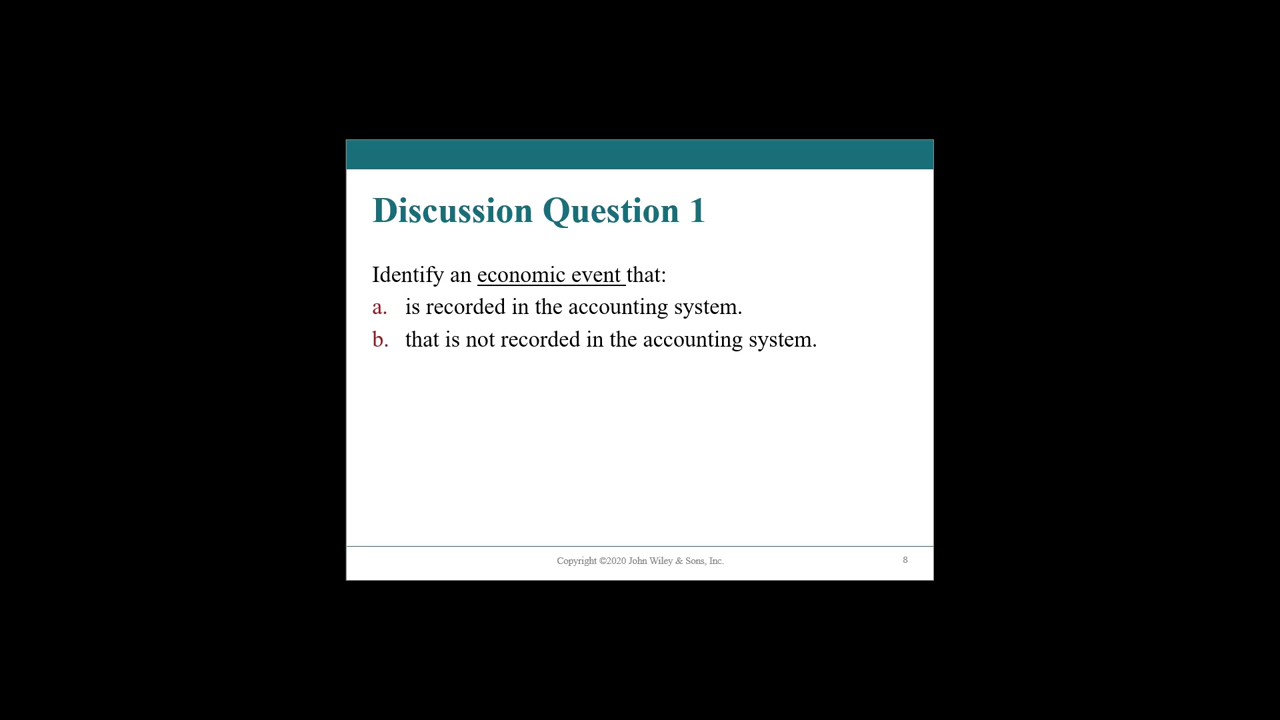 Discussion Question 1
Identify an economic event that:
a. is recorded in the accounting system.
b. that is not recorded in the accounting system.
Copyright ©2020 John Wiley & Sons, Inc.
8